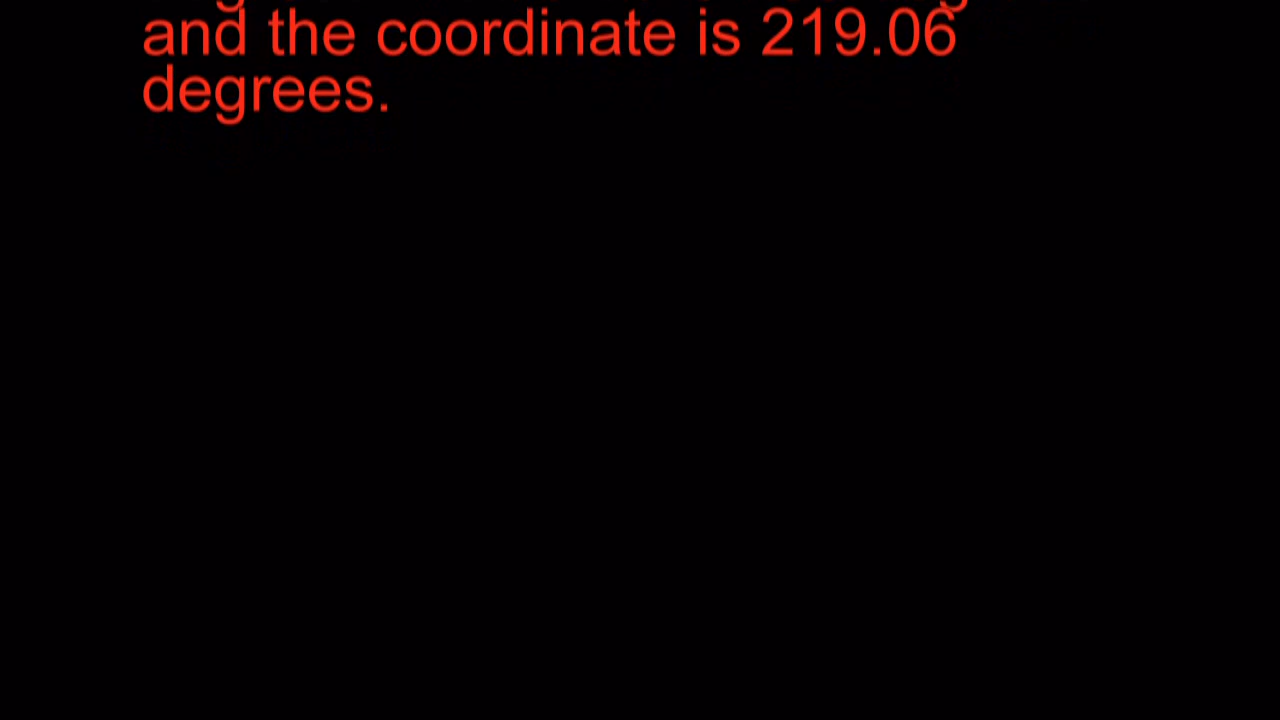 and the coordinate is 219.06
degrees.